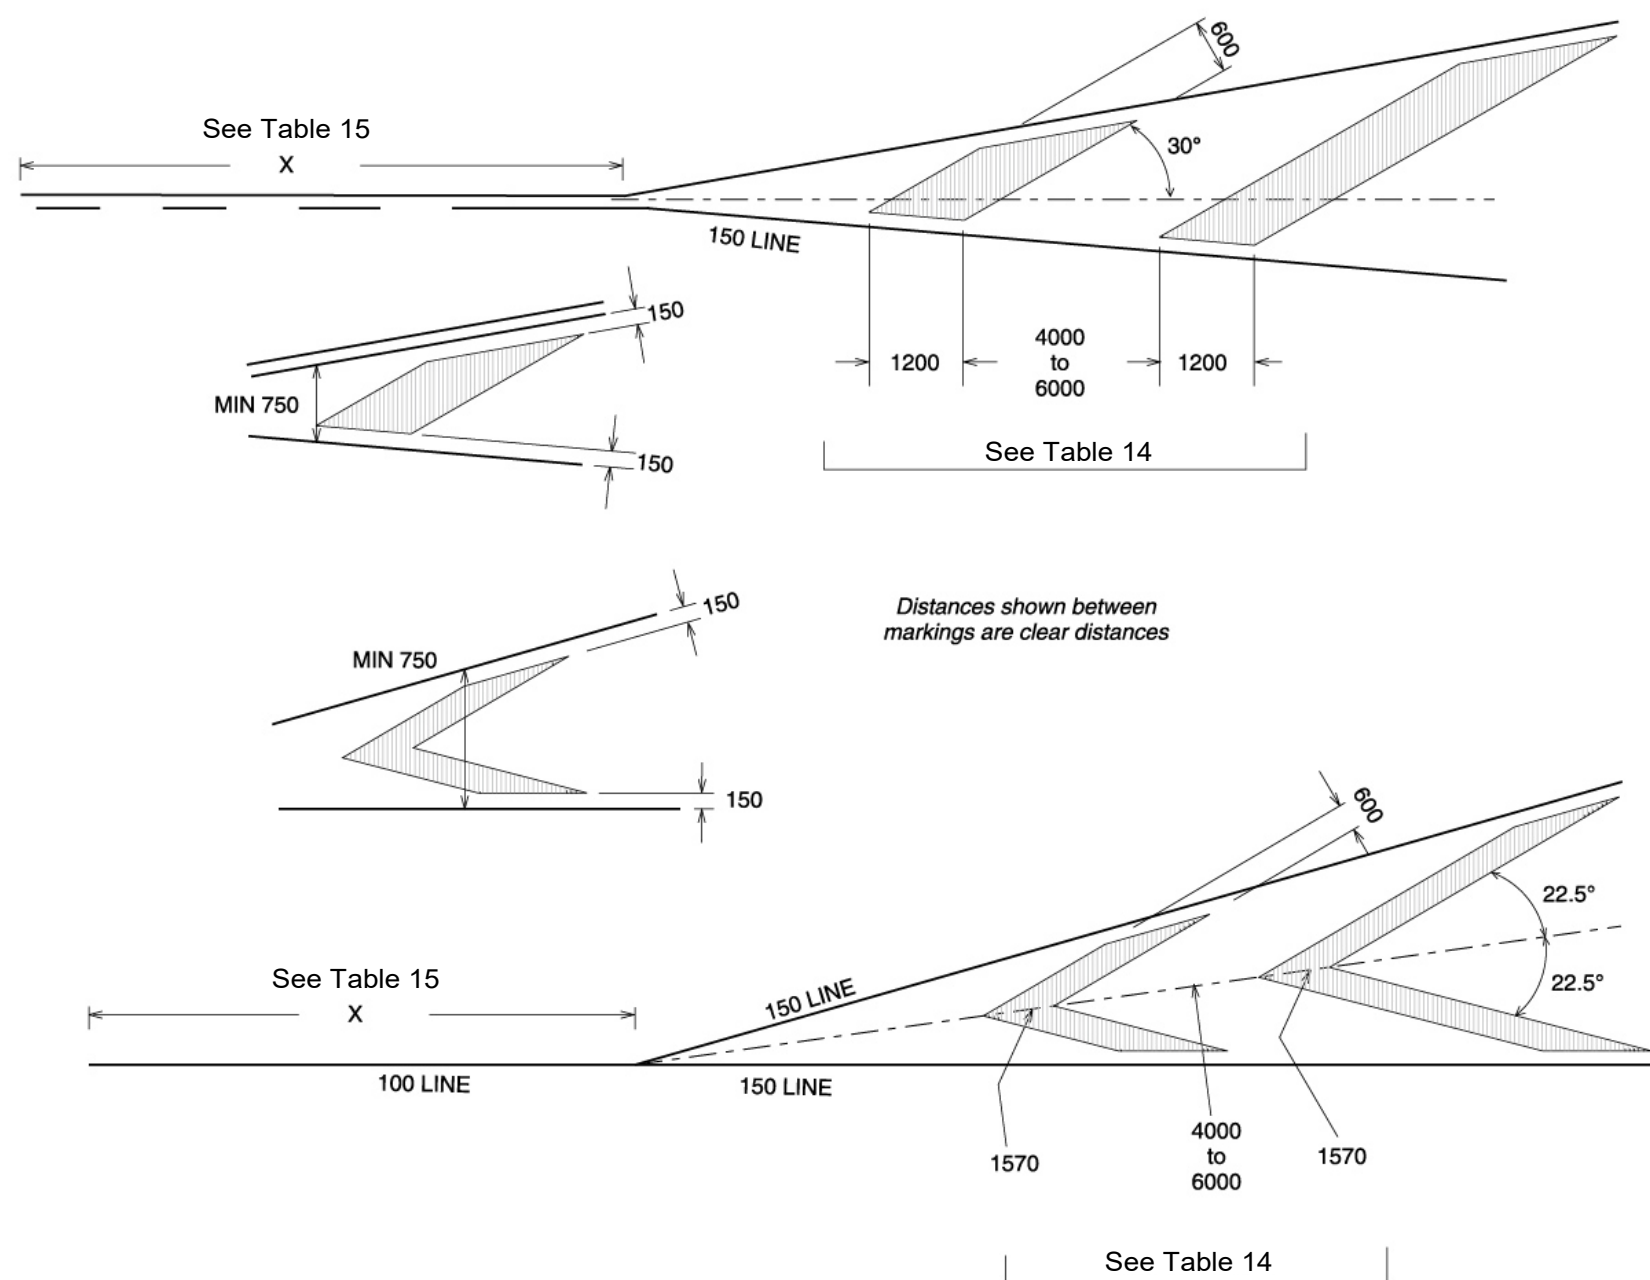 600
See Table 15
X
30°
150 LINE
150
MIN 750
1200
4000
to
6000
1200
150
See Table 14
150
MIN 750
Distances shown between
markings are clear distances
150
600
22.5°
See Table 15
X
150 LINE
22.5°
100 LINE
150 LINE
4000
to
6000
1570
1570
See Table 14